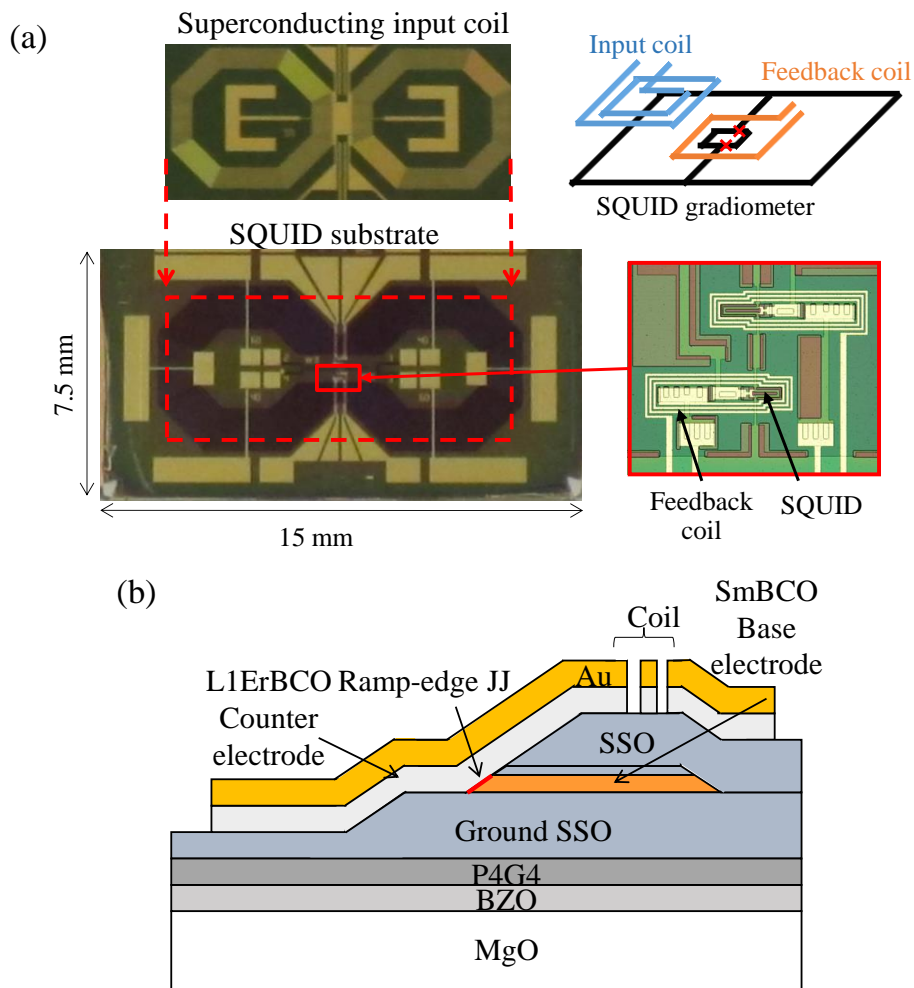 (a)
Superconducting input coil
Input coil
Feedback coil
SQUID gradiometer
SQUID substrate
7.5 mm
15 mm
Feedback
coil
SQUID
(b)
SmBCO
Base
electrode
Coil
L1ErBCO
Counter
electrode
Ramp-edge JJ
Au
SSO
Ground SSO
P4G4
BZO
MgO